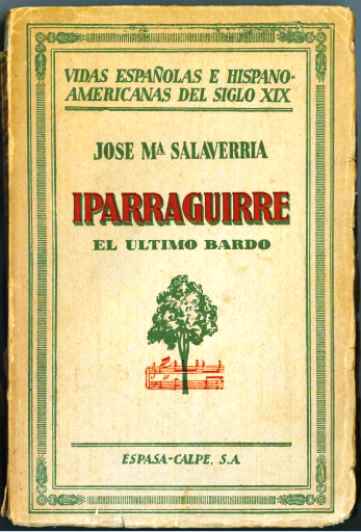 VIDAS ESPAÑOLAS E HISPANO-
AMERICANAS DEL SIGLO XIX
JOSE Mª SALAVERRIA
IPARRAGUIRRE
EL ULTIMO BARDO
ESPASA-CALPE, S.A.